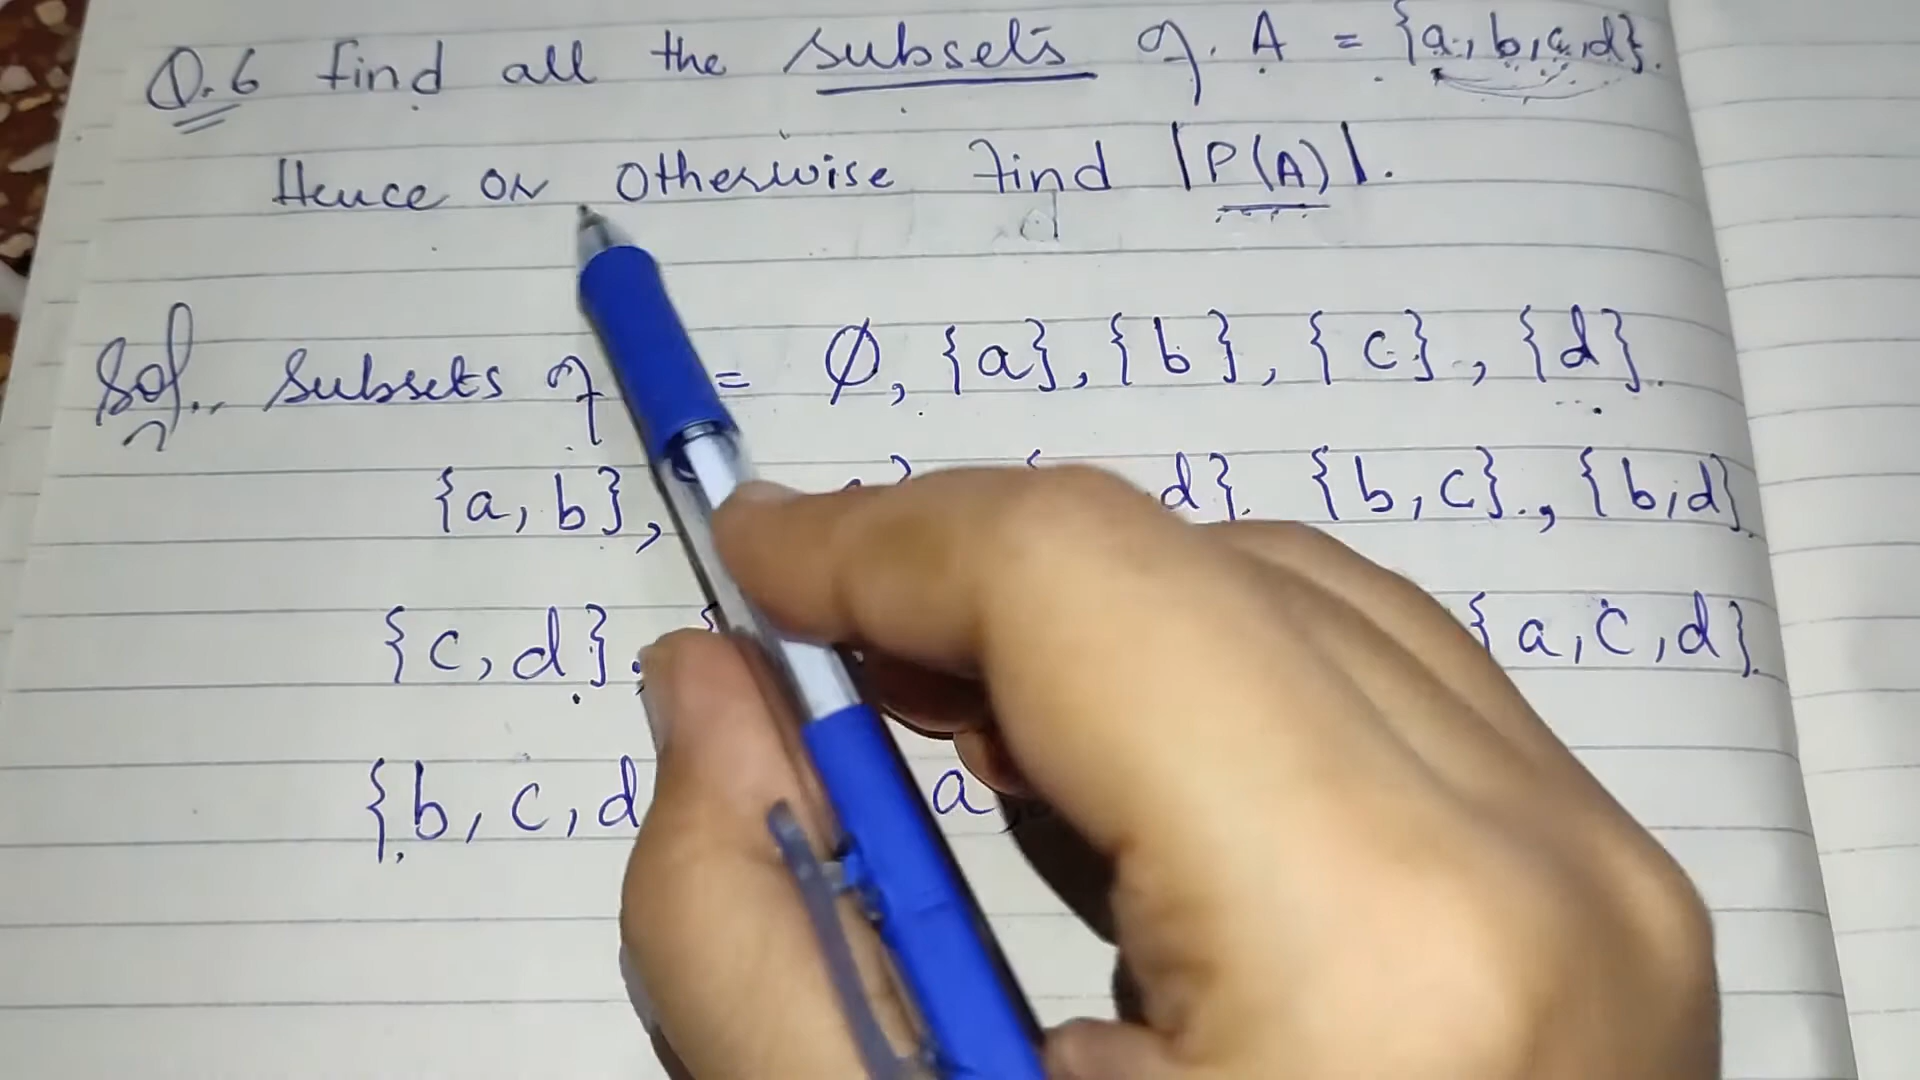 Q.6 find all the subsets of. A = {a, b, c, d}.
Hence or otherwise find |P(A)|.
Sol. Subsets of = Ø, {a}, {b}, {c}, {d}.
{a, b}, d}. {b, c}., {b, d}.
{c, d}, {a, c, d}.
{b, c, d a,